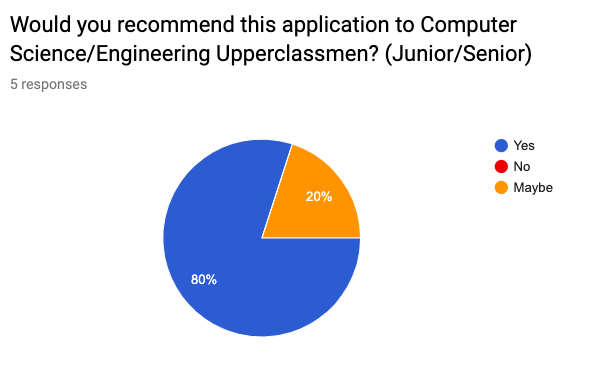 Would you recommend this application to Computer
Science/Engineering Upperclassmen? (Junior/Senior)
5 responses
Yes
No
Maybe
20%
80%